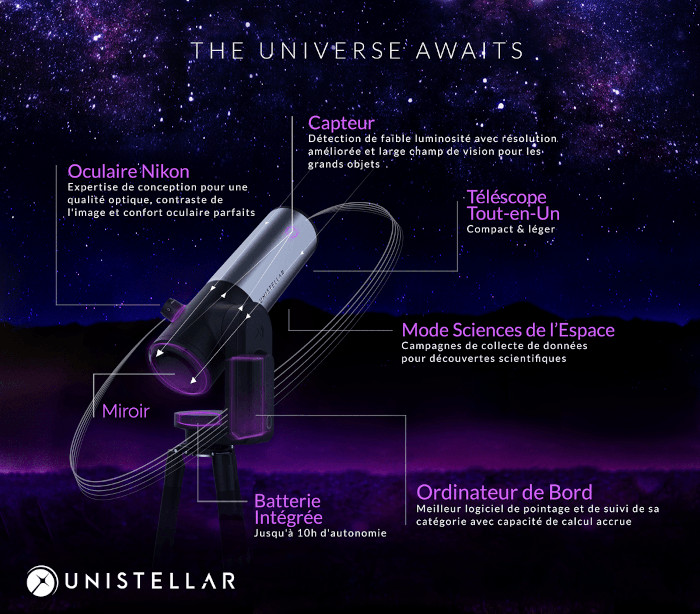 THE UNIVERSE AWAITS
Capteur
Détection de faible luminosité avec résolution
améliorée et large champ de vision pour les
grands objets
Oculaire Nikon
Expertise de conception pour une
qualité optique, contraste de
l'image et confort oculaire parfaits
Téléscope
Tout-en-Un
Compact & léger
UNISTELLAR
Mode Sciences de l'Espace
Campagnes de collecte de données
pour découvertes scientifiques
Miroir
Ordinateur de Bord
Meilleur logiciel de pointage et de suivi de sa
catégorie avec capacité de calcul accrue
Batterie
Intégrée
Jusqu'à 10h d'autonomie
UNISTELLAR